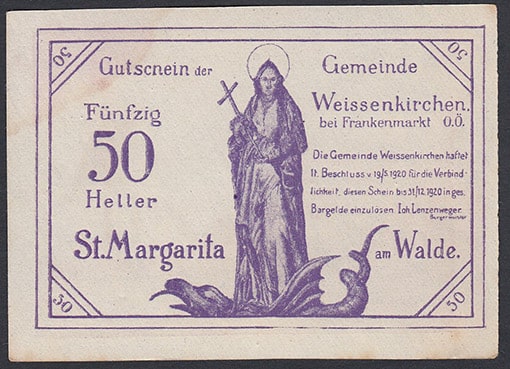 50
50
Gutschein der
Gemeinde
Fünfzig
50
Heller
Weissenkirchen.
bei Frankenmarkt O.Ö.
Die Gemeinde Weissenkirchen haftet
lt. Beschluss v. 19/5.1920 für die Verbind-
lichkeit, diesen Schein bis 31/12.1920 in ges.
Bargelde einzulösen. Joh. Lenzenweger.
Bürgermeister
St. Margarita
am Walde.
50
50